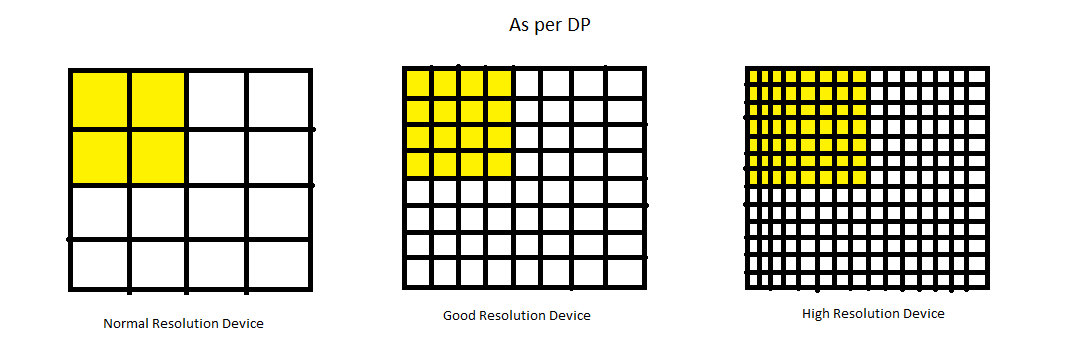 As per DP
Normal Resolution Device
Good Resolution Device
High Resolution Device